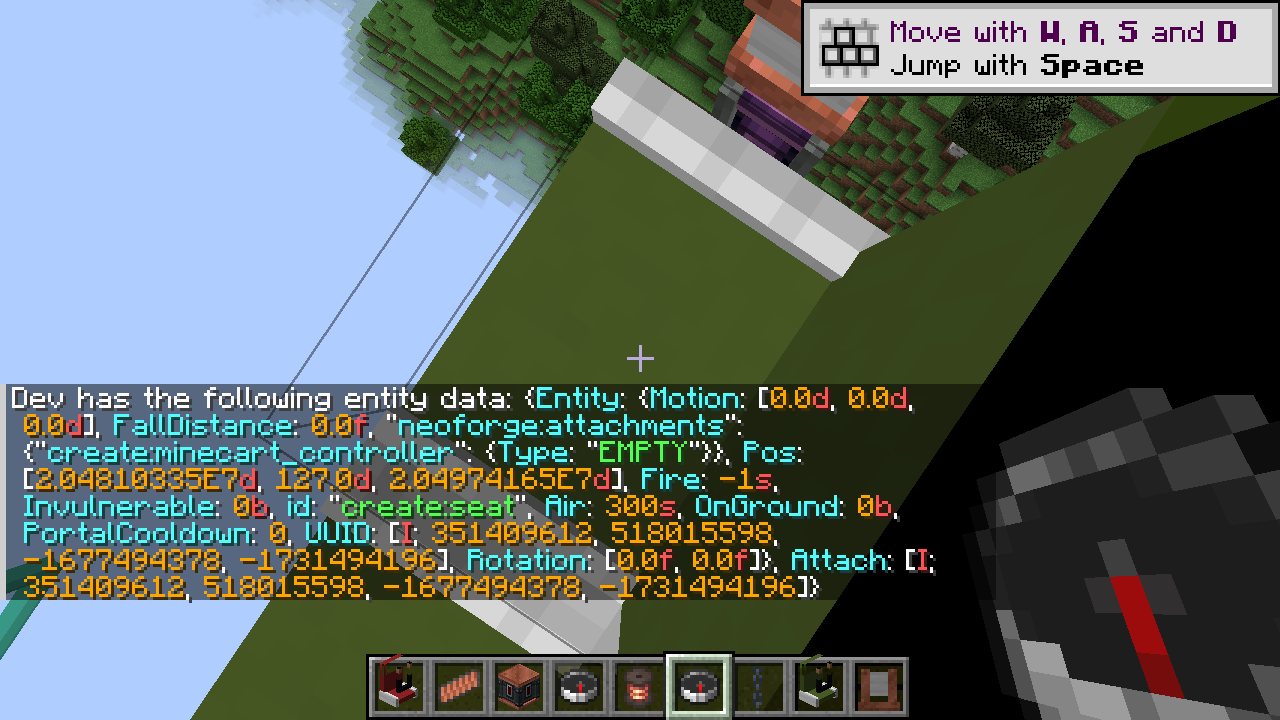 Move with W, A, S and D
Jump with Space
Dev has the following entity data: {Entity: {Motion: [0.0d, 0.0d,
0.0d], FallDistance: 0.0f, "neoforge:attachments":
{"create:minecart_controller": {Type: "EMPTY"}}, Pos:
[2.04810335E7d, 127.0d, 2.04974165E7d], Fire: -1s,
Invulnerable: 0b, id: "create:seat", Air: 300s, OnGround: 0b,
PortalCooldown: 0, UUID: [I; 351409612, 518015598,
-1677494378, -1731494196], Rotation: [0.0f, 0.0f]}, Attach: [I;
351409612, 518015598, -1677494378, -1731494196]}